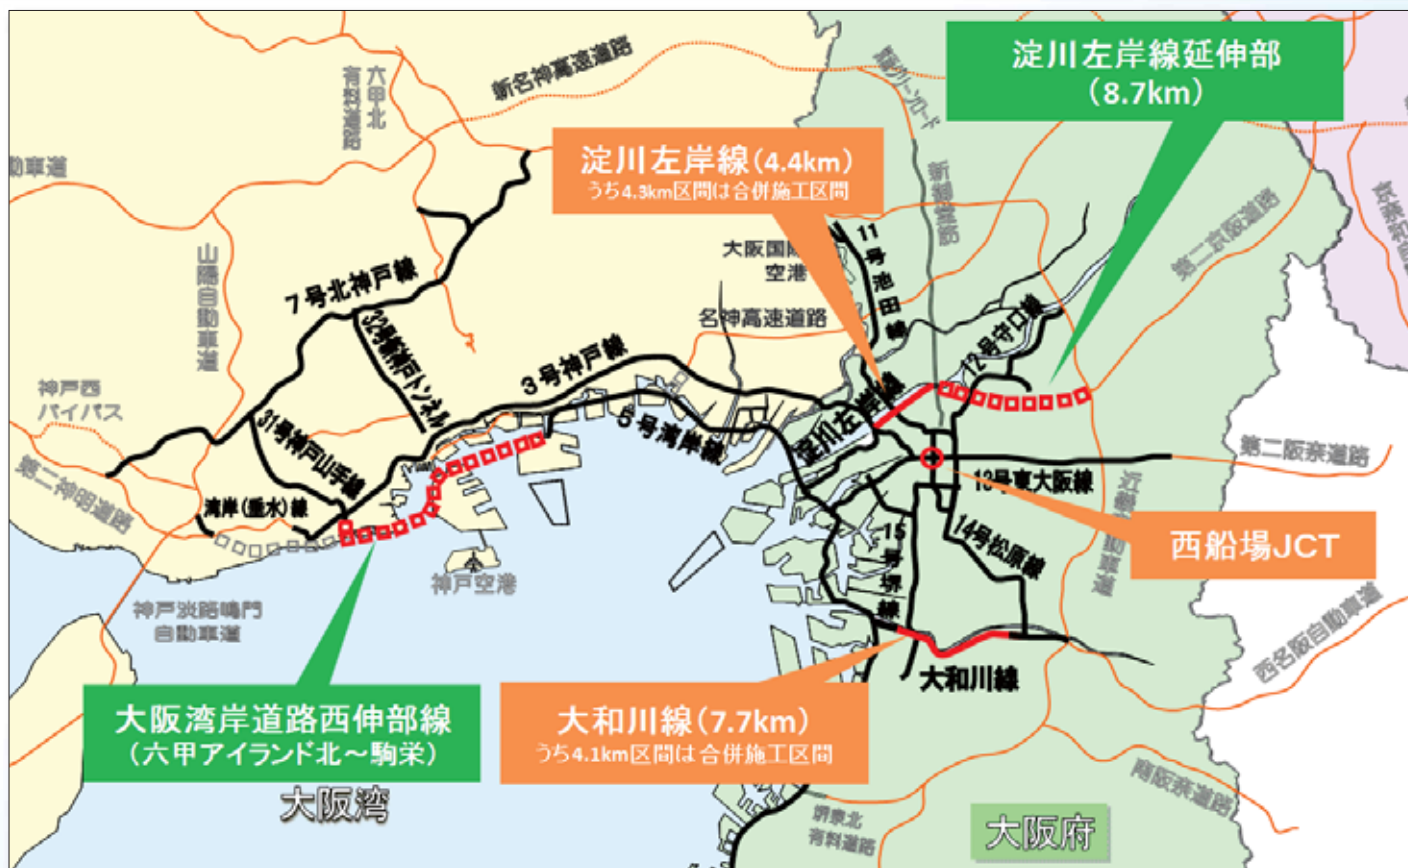 淀川左岸線延伸部
(8.7km)
淀川左岸線(4.4km)
うち4.3km区間は合併施工区間
新名神高速道路
六甲北
有料道路
動車道
山陽自動車道
7号北神戸線
32号新神戸トンネル
31号神戸山手線
神戸西
バイパス
第二神明道路
湾岸(垂水)線
3号神戸線
5号湾岸線
名神高速道路
大阪国際
空港
11号池田線
新御堂筋線
12号守口線
第二京阪道路
淀川左岸線
13号東大阪線
第二阪奈道路
近畿自動車道
14号松原線
15号堺線
西船場JCT
西名阪自動車道
神戸空港
神戸淡路鳴門
自動車道
大阪湾岸道路西伸部線
(六甲アイランド北～駒栄)
大阪湾
大和川線(7.7km)
うち4.1km区間は合併施工区間
大和川線
堺泉北
有料道路
南阪奈道路
大阪府